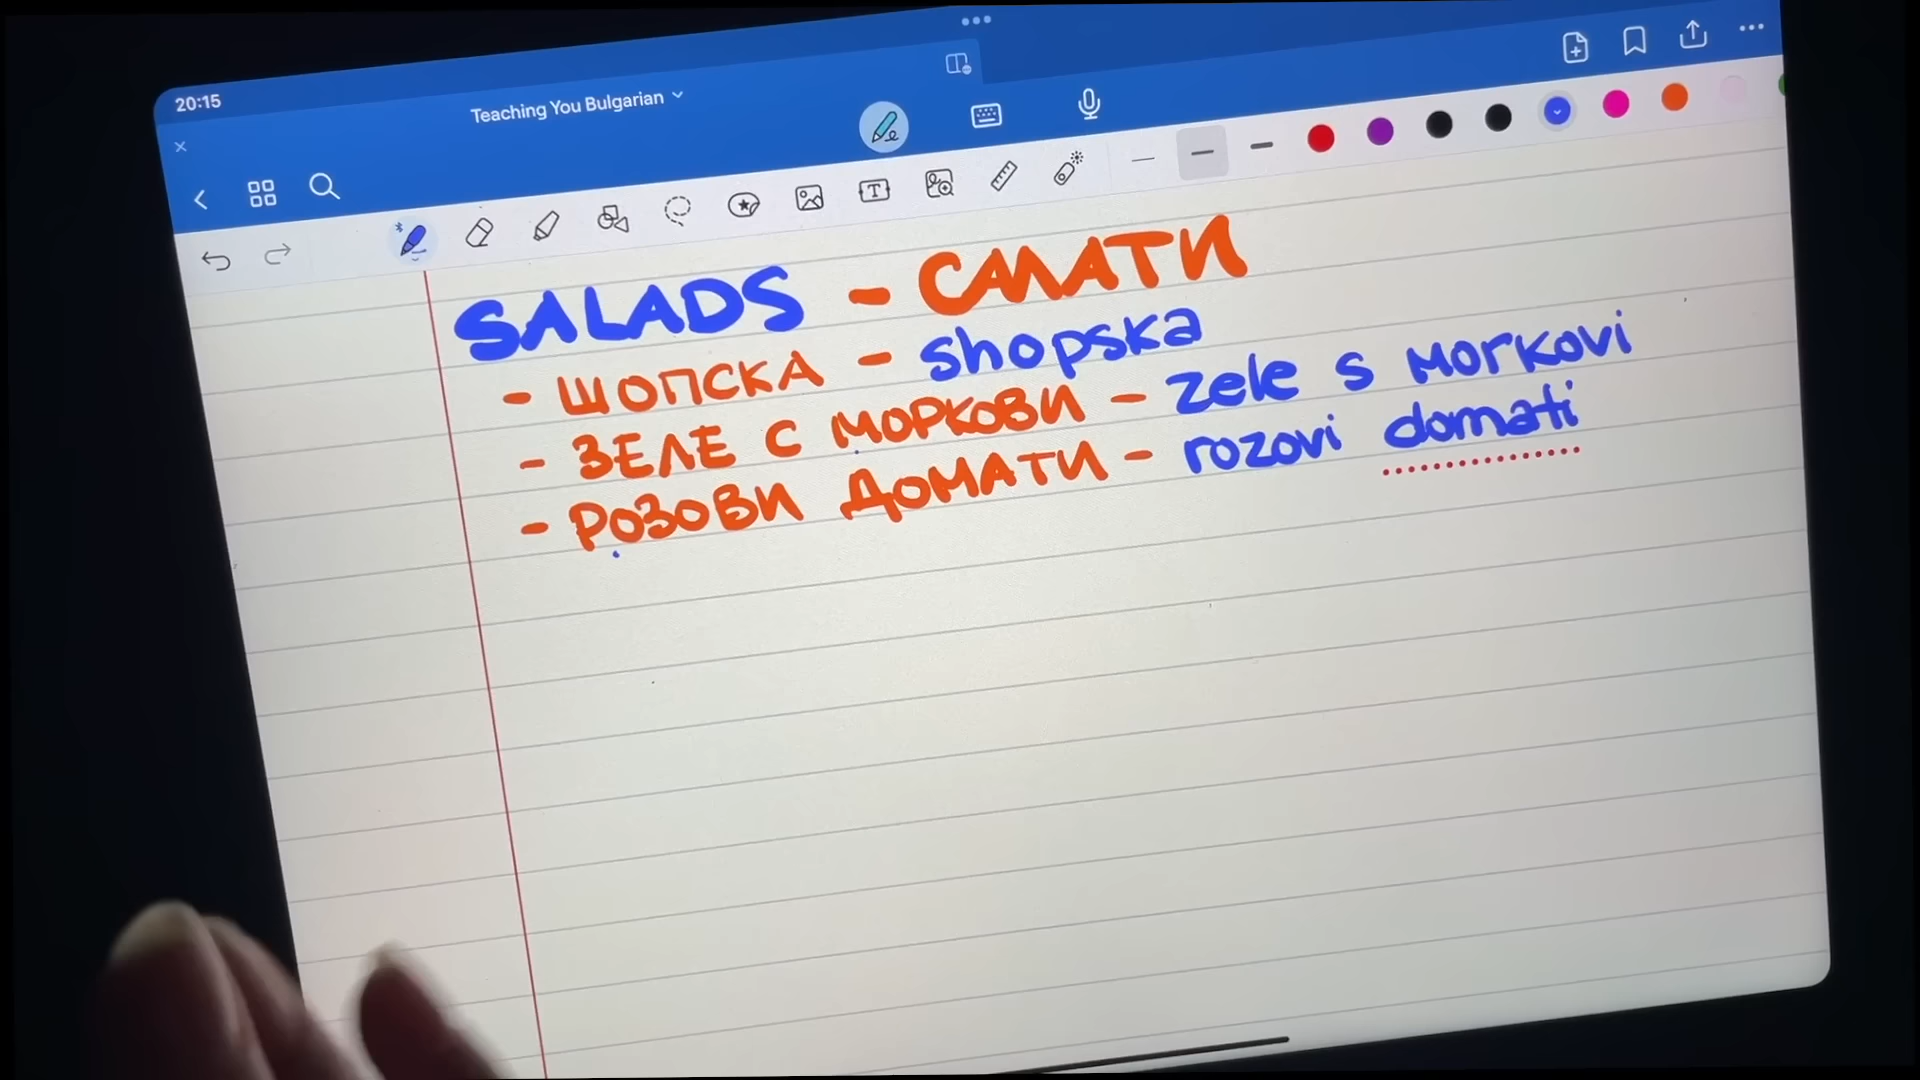 20:15
Teaching You Bulgarian
SALADS - САЛАТИ
- ШОПСКА - shopska
- ЗЕЛЕ С МОРКОВИ - zele s morkovi
- РОЗОВИ ДОМАТИ - rozovi domati